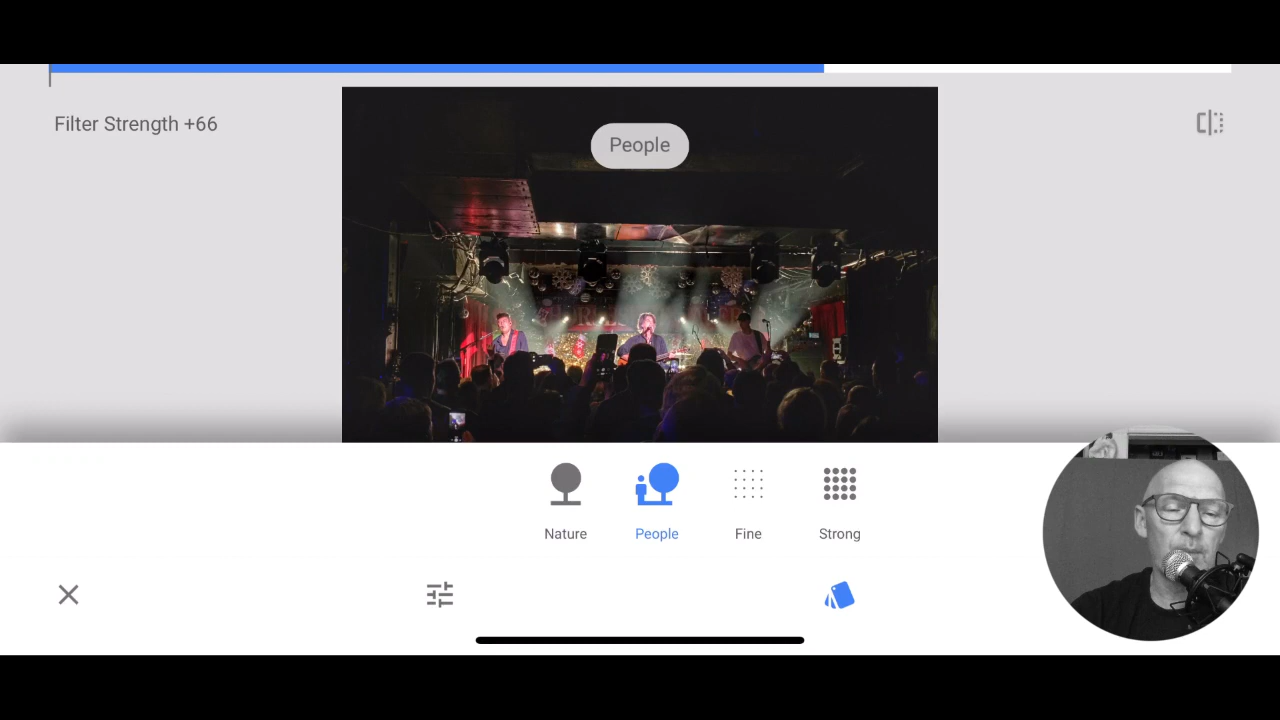 Filter Strength +66
People
Nature
People
Fine
Strong